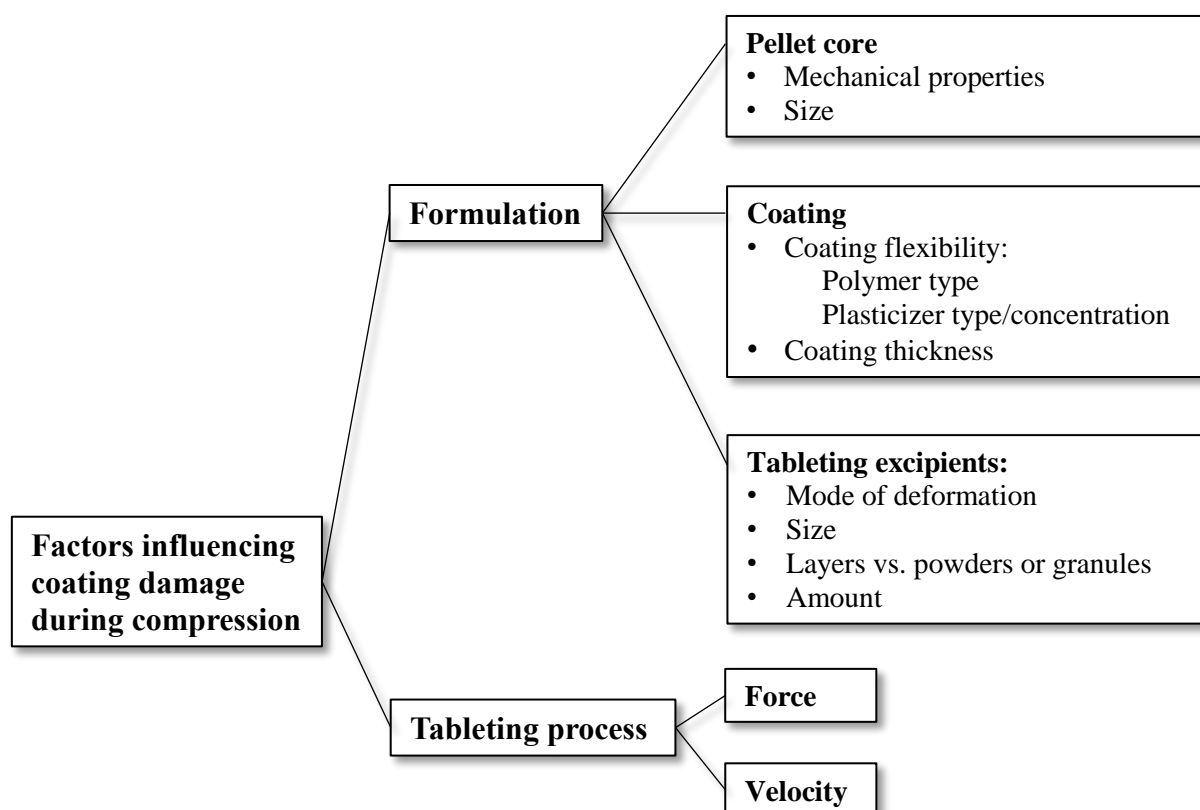 Pellet core
• Mechanical properties
• Size
Formulation
Coating
• Coating flexibility:
Polymer type
Plasticizer type/concentration
• Coating thickness
Tableting excipients:
• Mode of deformation
• Size
• Layers vs. powders or granules
• Amount
Factors influencing
coating damage
during compression
Tableting process
Force
Velocity